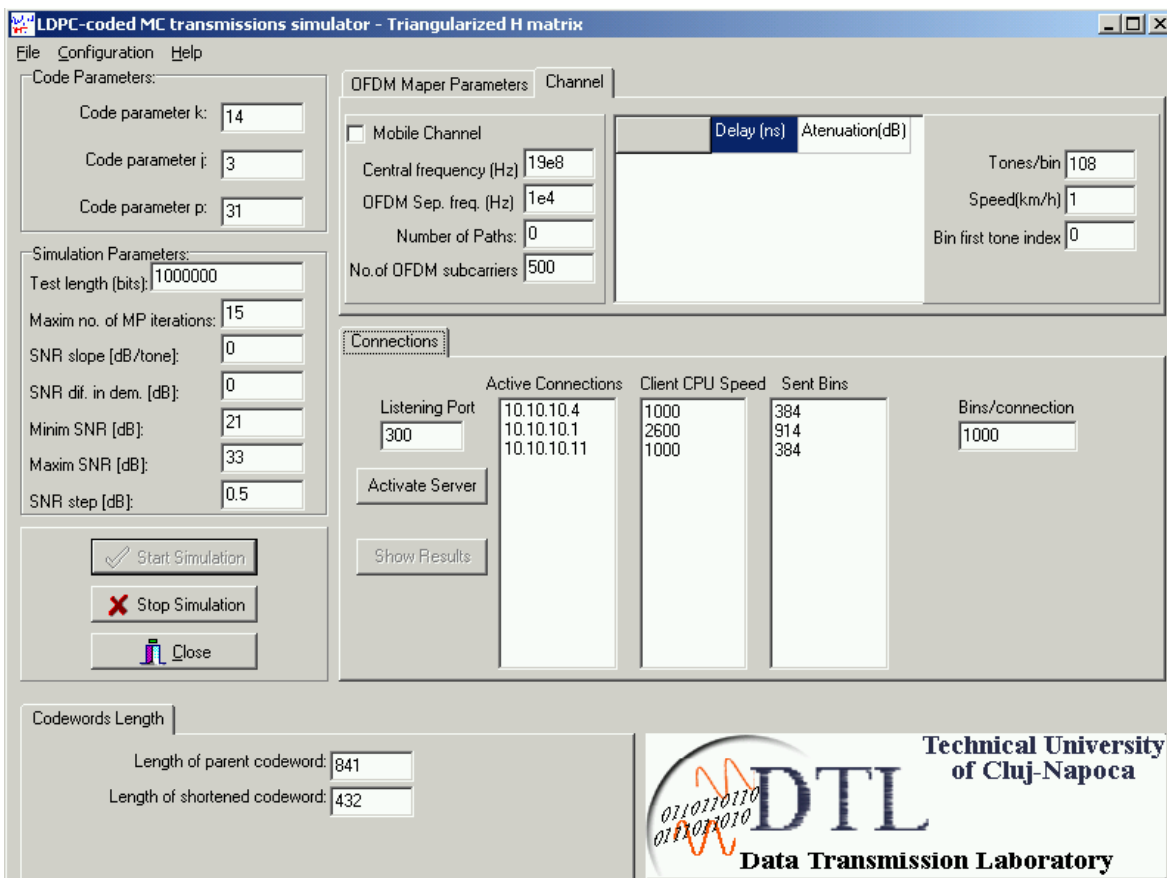 LDPC-coded MC transmissions simulator - Triangularized H matrix
File Configuration Help
Code Parameters:
Code parameter k: 14
Code parameter j: 3
Code parameter p: 31
Simulation Parameters:
Test length (bits): 1000000
Maxim no. of MP iterations: 15
SNR slope [dB/tone]: 0
SNR dif. in dem. [dB]: 0
Minim SNR [dB]: 21
Maxim SNR [dB]: 33
SNR step [dB]: 0.5
Start Simulation
Stop Simulation
Close
OFDM Maper Parameters Channel
Mobile Channel
Central frequency (Hz) 19e8
OFDM Sep. freq. (Hz) 1e4
Number of Paths: 0
No.of OFDM subcarriers 500
Delay (ns) Atenuation(dB)
Tones/bin 108
Speed(km/h) 1
Bin first tone index 0
Connections
Listening Port
300
Activate Server
Show Results
Active Connections Client CPU Speed Sent Bins
10.10.10.4 1000 384
10.10.10.1 2600 914
10.10.10.11 1000 384
Bins/connection
1000
Codewords Length
Length of parent codeword: 841
Length of shortened codeword: 432
Technical University
of Cluj-Napoca
0110110110
0111011010
DTL
Data Transmission Laboratory